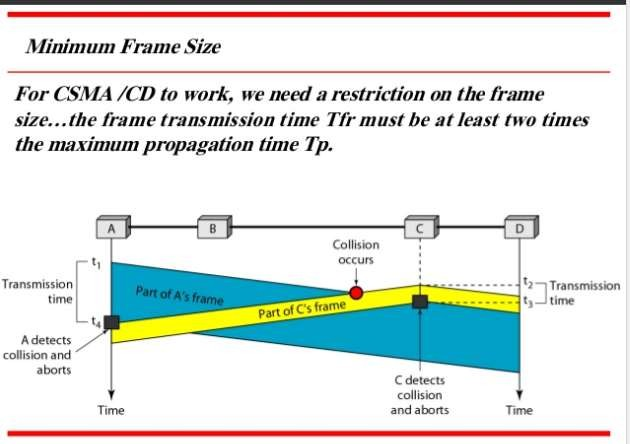 Minimum Frame Size
For CSMA /CD to work, we need a restriction on the frame
size…the frame transmission time Tfr must be at least two times
the maximum propagation time Tp.
A
B
C
D
Collision
occurs
t1
Transmission
time
Part of A's frame
Part of C's frame
t2
t3
Transmission
time
t4
A detects
collision and
aborts
C detects
collision
and aborts
Time
Time